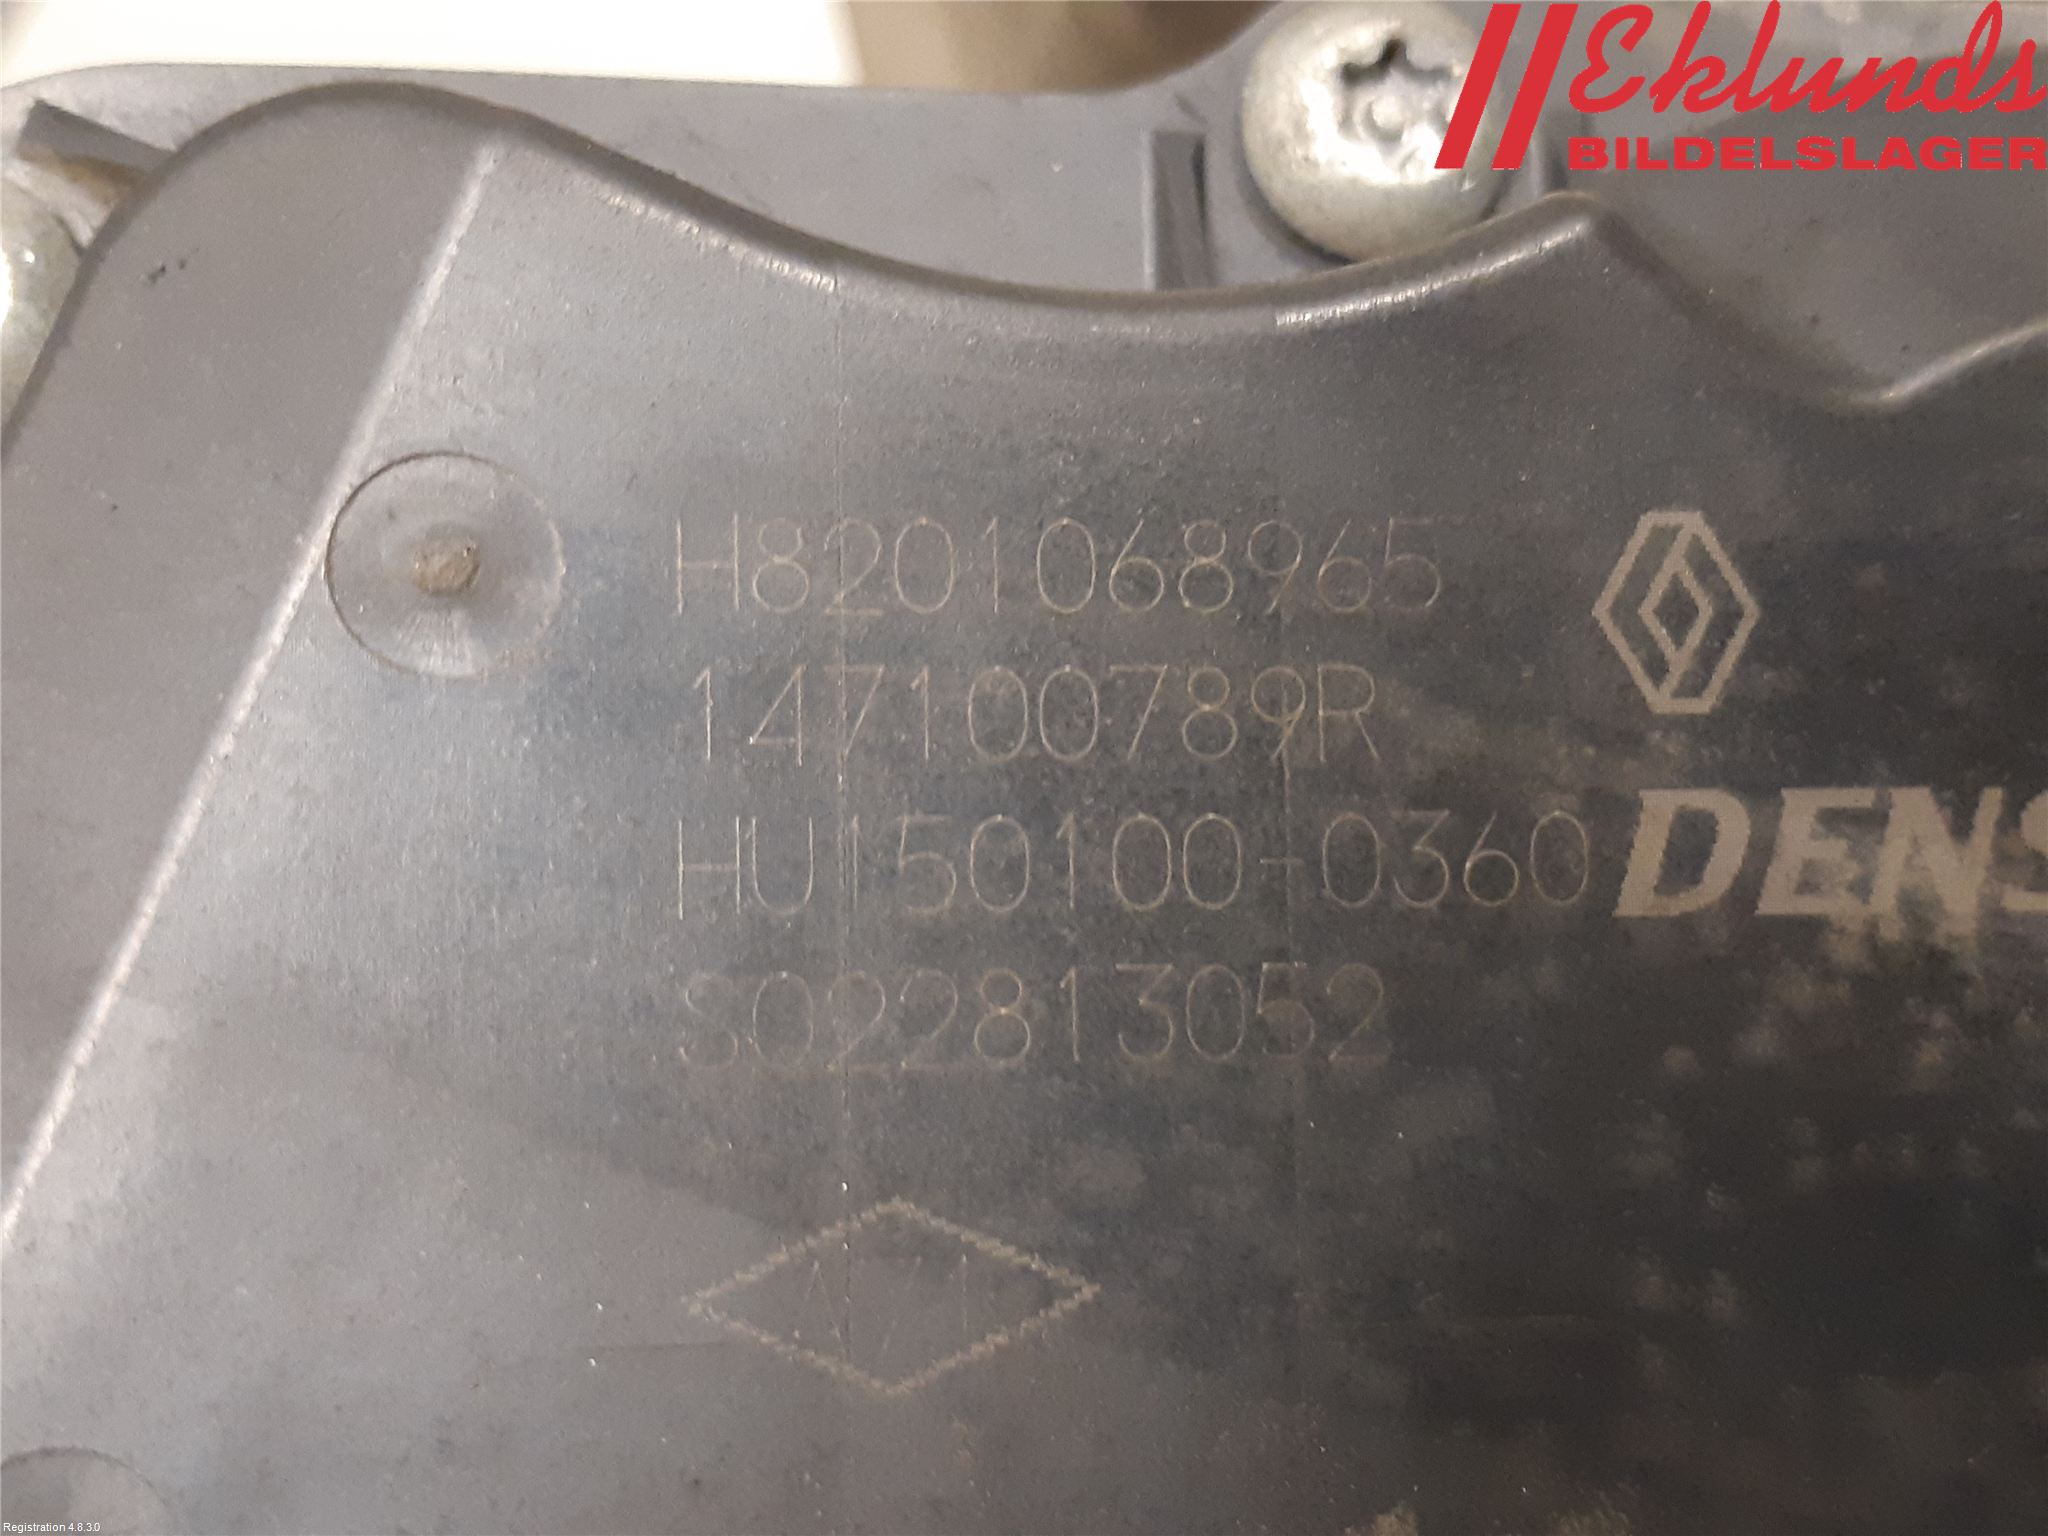 Eklunds
BILDELSLAGER
H8201068965
147100789R
HU150100-0360
DENS
S022813052
Registration 4.8.3.0